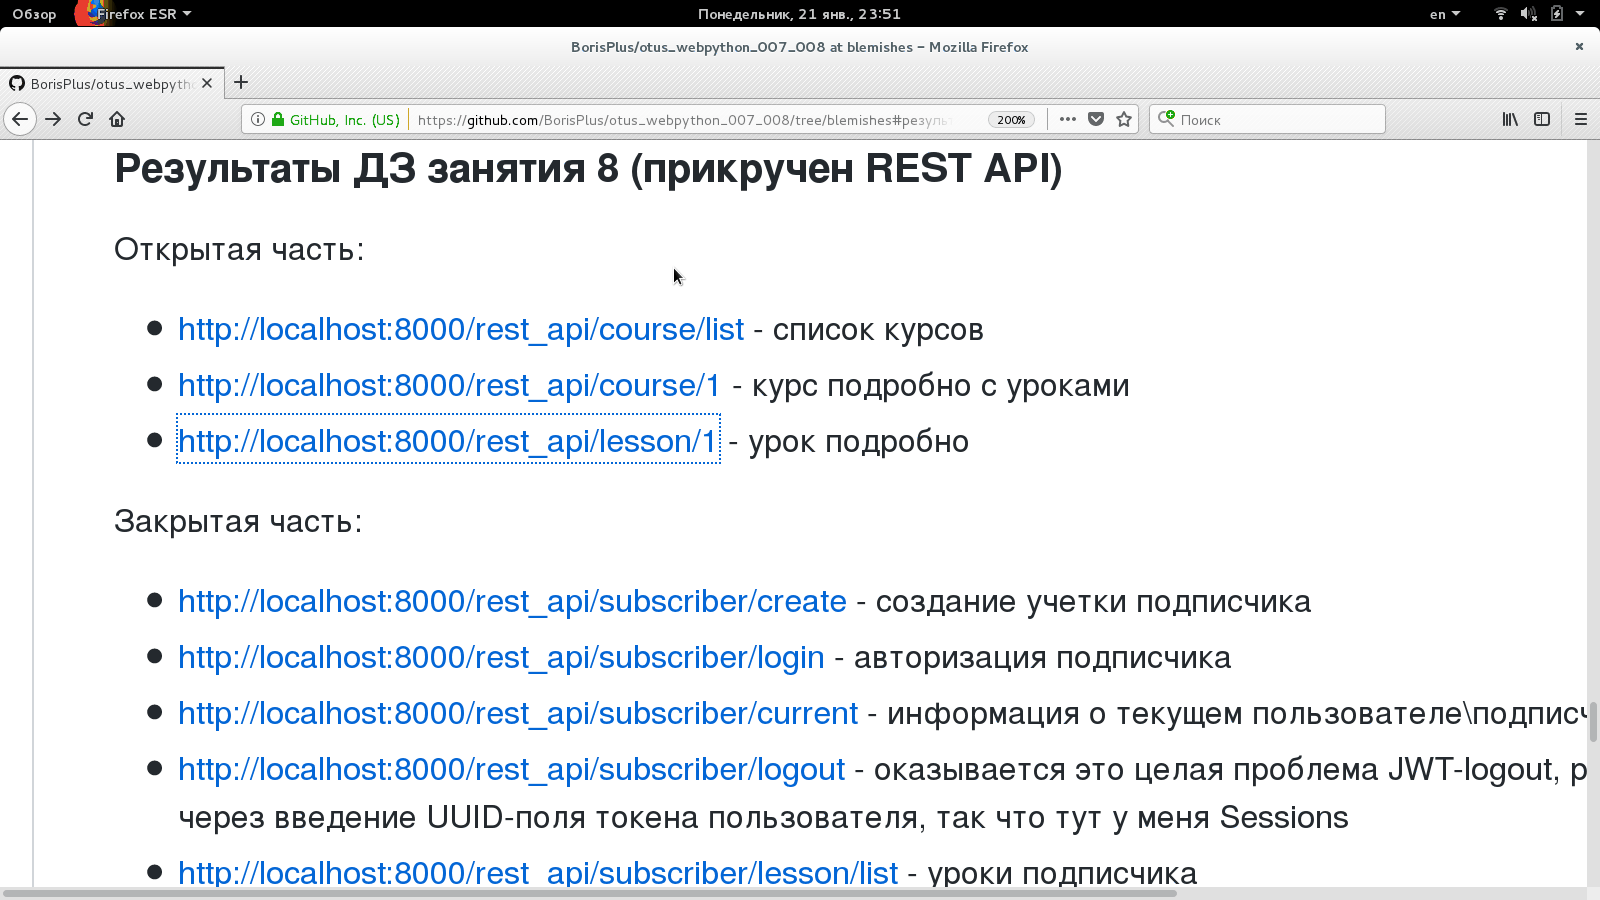 Обзор
Firefox ESR
Понедельник, 21 янв., 23:51
en
BorisPlus/otus_webpython_007_008 at blemishes – Mozilla Firefox
BorisPlus/otus_webpytho
GitHub, Inc. (US)
https://github.com/BorisPlus/otus_webpython_007_008/tree/blemishes#резуль
200%
Поиск
Результаты ДЗ занятия 8 (прикручен REST API)
Открытая часть:
http://localhost:8000/rest_api/course/list - список курсов
http://localhost:8000/rest_api/course/1 - курс подробно с уроками
http://localhost:8000/rest_api/lesson/1 - урок подробно
Закрытая часть:
http://localhost:8000/rest_api/subscriber/create - создание учетки подписчика
http://localhost:8000/rest_api/subscriber/login - авторизация подписчика
http://localhost:8000/rest_api/subscriber/current - информация о текущем пользователе\подписч
http://localhost:8000/rest_api/subscriber/logout - оказывается это целая проблема JWT-logout, р
через введение UUID-поля токена пользователя, так что тут у меня Sessions
http://localhost:8000/rest_api/subscriber/lesson/list - уроки подписчика